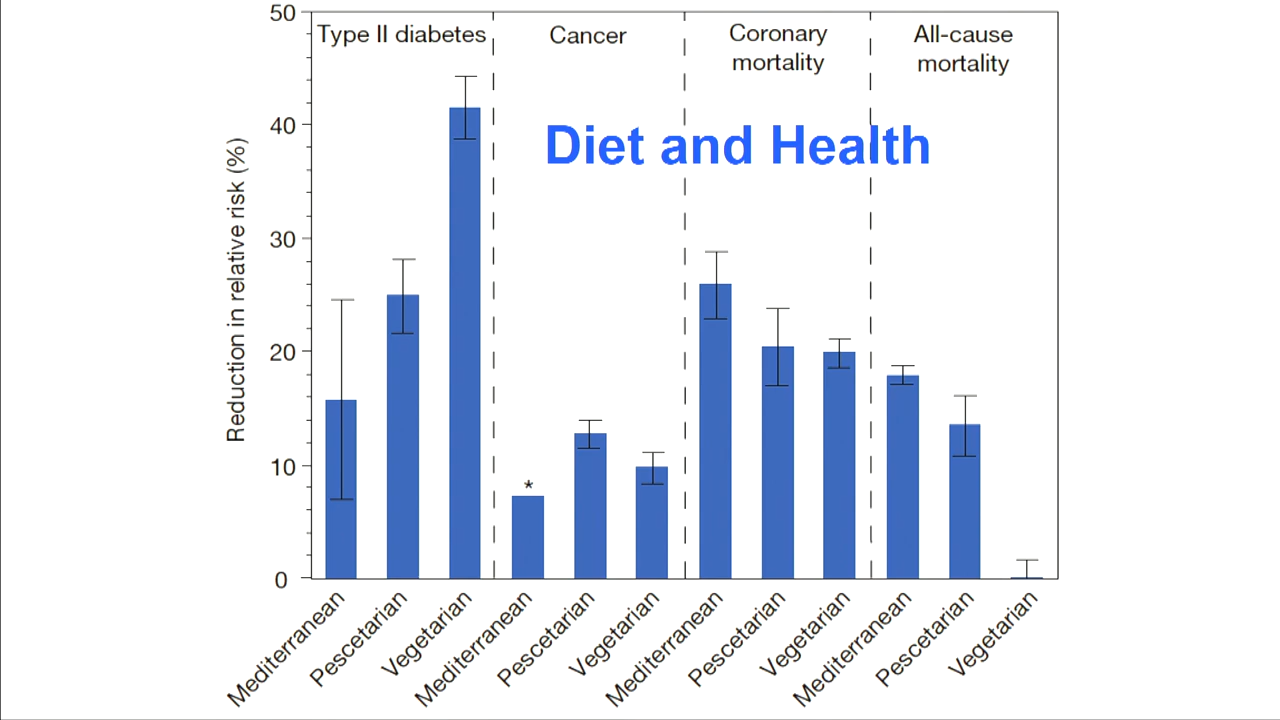 50
Type II diabetes
Cancer
Coronary
mortality
All-cause
mortality
Diet and Health
40
30
20
10
0
Reduction in relative risk (%)
*
Mediterranean
Pescetarian
Vegetarian
Mediterranean
Pescetarian
Vegetarian
Mediterranean
Pescetarian
Vegetarian
Mediterranean
Pescetarian
Vegetarian